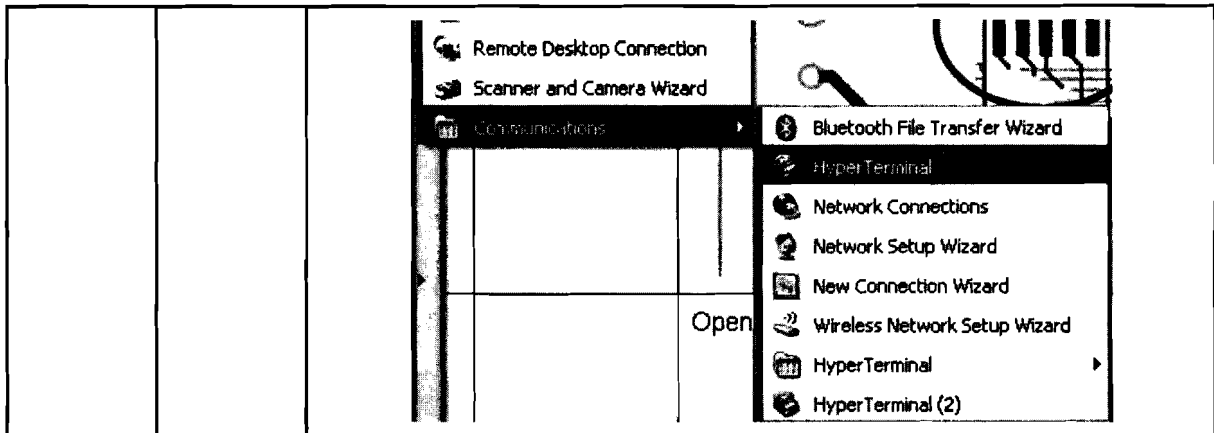 Remote Desktop Connection
Scanner and Camera Wizard
Communications
Bluetooth File Transfer Wizard
HyperTerminal
Network Connections
Network Setup Wizard
New Connection Wizard
Open
Wireless Network Setup Wizard
HyperTerminal
HyperTerminal (2)